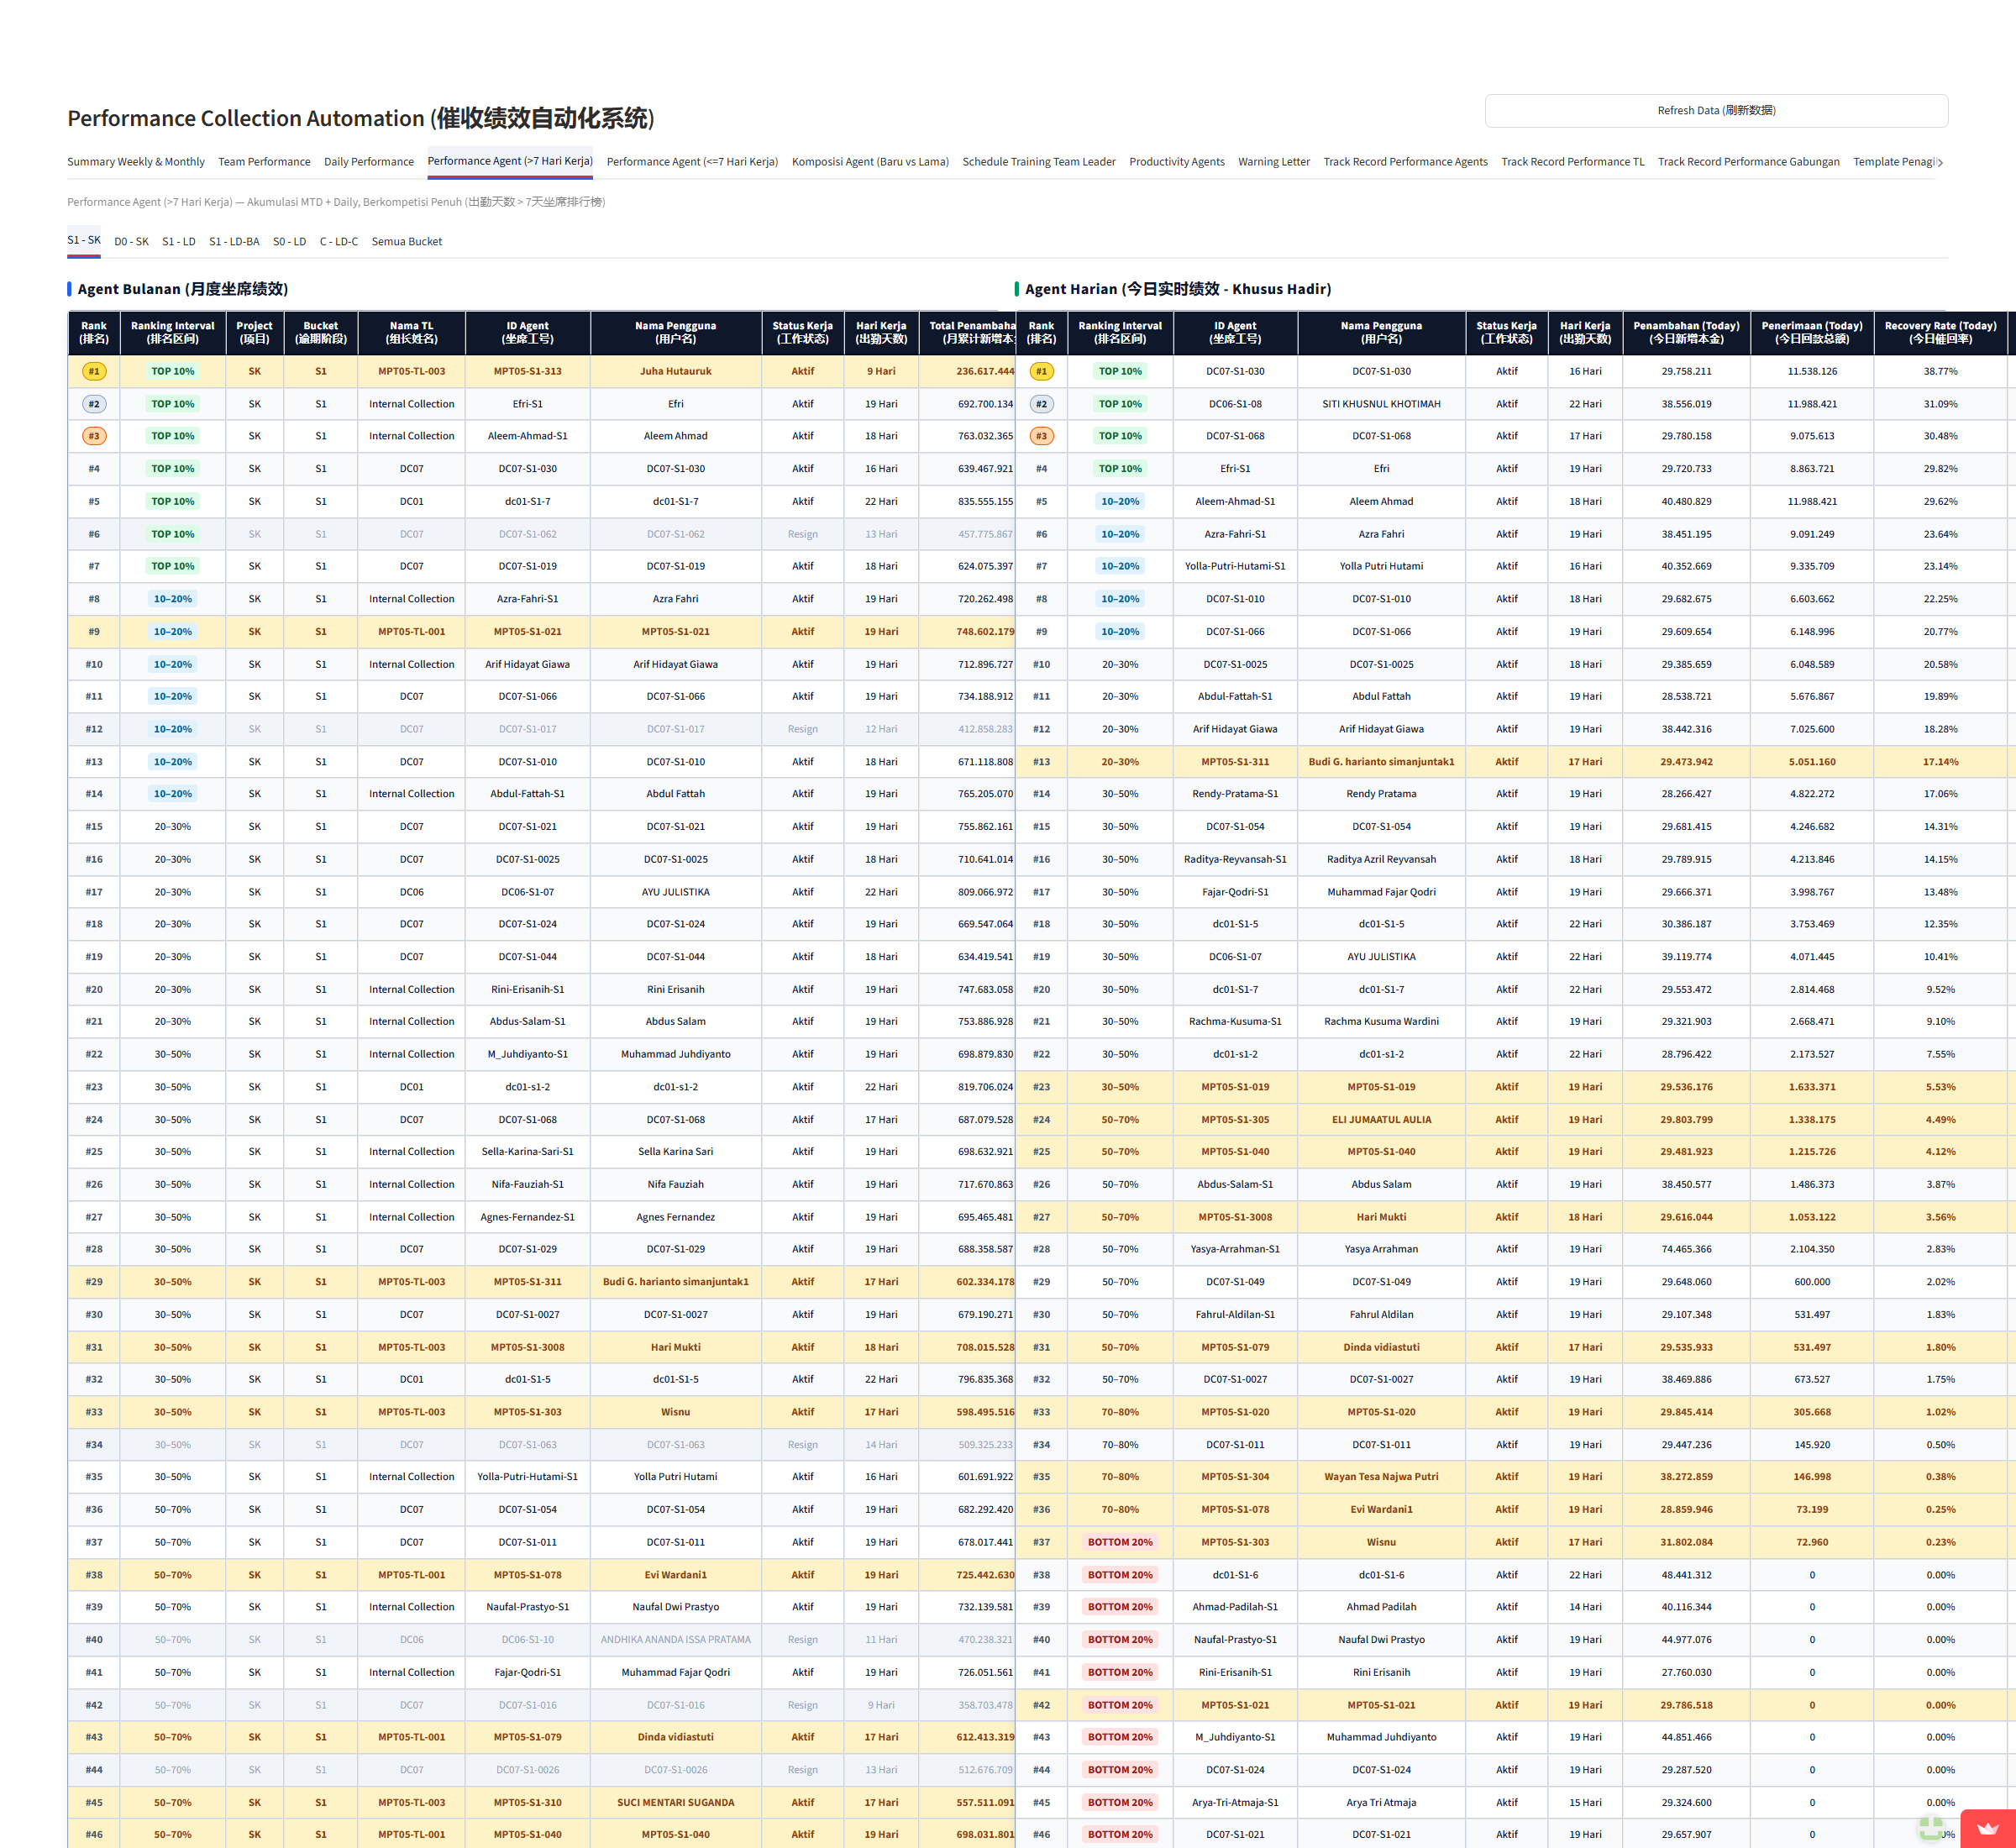 Performance Collection Automation (催收绩效自动化系统)
Refresh Data (刷新数据)
Summary Weekly & Monthly Team Performance Daily Performance Performance Agent (>7 Hari Kerja) Performance Agent (<=7 Hari Kerja) Komposisi Agent (Baru vs Lama) Schedule Training Team Leader Productivity Agents Warning Letter Track Record Performance Agents Track Record Performance TL Track Record Performance Gabungan Template Penagi
Performance Agent (>7 Hari Kerja) — Akumulasi MTD + Daily, Berkompetisi Penuh (出勤天数 > 7天坐席排行榜)
S1 - SK D0 - SK S1 - LD S1 - LD-BA S0 - LD C - LD-C Semua Bucket
Agent Bulanan (月度坐席绩效)
Rank Ranking Interval Project Bucket Nama TL ID Agent Nama Pengguna Status Kerja Hari Kerja Total Penambaha
(排名) (排名区间) (项目) (逾期阶段) (组长姓名) (坐席工号) (用户名) (工作状态) (出勤天数) (月累计新增本
#1 TOP 10% SK S1 MPT05-TL-003 MPT05-S1-313 Juha Hutauruk Aktif 9 Hari 236.617.444
#2 TOP 10% SK S1 Internal Collection Efri-S1 Efri Aktif 19 Hari 692.700.134
#3 TOP 10% SK S1 Internal Collection Aleem-Ahmad-S1 Aleem Ahmad Aktif 18 Hari 763.032.365
#4 TOP 10% SK S1 DC07 DC07-S1-030 DC07-S1-030 Aktif 16 Hari 639.467.921
#5 TOP 10% SK S1 DC01 dc01-S1-7 dc01-S1-7 Aktif 22 Hari 835.555.155
#6 TOP 10% SK S1 DC07 DC07-S1-062 DC07-S1-062 Resign 13 Hari 457.775.867
#7 TOP 10% SK S1 DC07 DC07-S1-019 DC07-S1-019 Aktif 18 Hari 624.075.397
#8 10–20% SK S1 Internal Collection Azra-Fahri-S1 Azra Fahri Aktif 19 Hari 720.262.498
#9 10–20% SK S1 MPT05-TL-001 MPT05-S1-021 MPT05-S1-021 Aktif 19 Hari 748.602.179
#10 10–20% SK S1 Internal Collection Arif Hidayat Giawa Arif Hidayat Giawa Aktif 19 Hari 712.896.727
#11 10–20% SK S1 DC07 DC07-S1-066 DC07-S1-066 Aktif 19 Hari 734.188.912
#12 10–20% SK S1 DC07 DC07-S1-017 DC07-S1-017 Resign 12 Hari 412.858.283
#13 10–20% SK S1 DC07 DC07-S1-010 DC07-S1-010 Aktif 18 Hari 671.118.808
#14 10–20% SK S1 Internal Collection Abdul-Fattah-S1 Abdul Fattah Aktif 19 Hari 765.205.070
#15 20–30% SK S1 DC07 DC07-S1-021 DC07-S1-021 Aktif 19 Hari 755.862.161
#16 20–30% SK S1 DC07 DC07-S1-0025 DC07-S1-0025 Aktif 18 Hari 710.641.014
#17 20–30% SK S1 DC06 DC06-S1-07 AYU JULISTIKA Aktif 22 Hari 809.066.972
#18 20–30% SK S1 DC07 DC07-S1-024 DC07-S1-024 Aktif 19 Hari 669.547.064
#19 20–30% SK S1 DC07 DC07-S1-044 DC07-S1-044 Aktif 18 Hari 634.419.541
#20 20–30% SK S1 Internal Collection Rini-Erisanih-S1 Rini Erisanih Aktif 19 Hari 747.683.058
#21 20–30% SK S1 Internal Collection Abdus-Salam-S1 Abdus Salam Aktif 19 Hari 753.886.928
#22 30–50% SK S1 Internal Collection M_Juhdiyanto-S1 Muhammad Juhdiyanto Aktif 19 Hari 698.879.830
#23 30–50% SK S1 DC01 dc01-s1-2 dc01-s1-2 Aktif 22 Hari 819.706.024
#24 30–50% SK S1 DC07 DC07-S1-068 DC07-S1-068 Aktif 17 Hari 687.079.528
#25 30–50% SK S1 Internal Collection Sella-Karina-Sari-S1 Sella Karina Sari Aktif 19 Hari 698.632.921
#26 30–50% SK S1 Internal Collection Nifa-Fauziah-S1 Nifa Fauziah Aktif 19 Hari 717.670.863
#27 30–50% SK S1 Internal Collection Agnes-Fernandez-S1 Agnes Fernandez Aktif 19 Hari 695.465.481
#28 30–50% SK S1 DC07 DC07-S1-029 DC07-S1-029 Aktif 19 Hari 688.358.587
#29 30–50% SK S1 MPT05-TL-003 MPT05-S1-311 Budi G. harianto simanjuntak1 Aktif 17 Hari 602.334.178
#30 30–50% SK S1 DC07 DC07-S1-0027 DC07-S1-0027 Aktif 19 Hari 679.190.271
#31 30–50% SK S1 MPT05-TL-003 MPT05-S1-3008 Hari Mukti Aktif 18 Hari 708.015.528
#32 30–50% SK S1 DC01 dc01-s1-5 dc01-s1-5 Aktif 22 Hari 796.835.368
#33 30–50% SK S1 MPT05-TL-003 MPT05-S1-303 Wisnu Aktif 17 Hari 598.495.516
#34 30–50% SK S1 DC07 DC07-S1-063 DC07-S1-063 Resign 14 Hari 509.325.233
#35 30–50% SK S1 Internal Collection Yolla-Putri-Hutami-S1 Yolla Putri Hutami Aktif 16 Hari 601.691.922
#36 50–70% SK S1 DC07 DC07-S1-054 DC07-S1-054 Aktif 19 Hari 682.292.420
#37 50–70% SK S1 DC07 DC07-S1-011 DC07-S1-011 Aktif 19 Hari 678.017.441
#38 50–70% SK S1 MPT05-TL-001 MPT05-S1-078 Evi Wardani1 Aktif 19 Hari 725.442.630
#39 50–70% SK S1 Internal Collection Naufal-Prastyo-S1 Naufal Dwi Prastyo Aktif 19 Hari 732.139.581
#40 50–70% SK S1 DC06 DC06-S1-10 ANDHIKA ANANDA ISSA PRATAMA Resign 11 Hari 470.238.321
#41 50–70% SK S1 Internal Collection Fajar-Qodri-S1 Muhammad Fajar Qodri Aktif 19 Hari 726.051.561
#42 50–70% SK S1 DC07 DC07-S1-016 DC07-S1-016 Resign 9 Hari 358.703.478
#43 50–70% SK S1 MPT05-TL-001 MPT05-S1-079 Dinda vidiastuti Aktif 17 Hari 612.413.319
#44 50–70% SK S1 DC07 DC07-S1-0026 DC07-S1-0026 Resign 13 Hari 512.676.709
#45 50–70% SK S1 MPT05-TL-003 MPT05-S1-310 SUCI MENTARI SUGANDA Aktif 17 Hari 557.511.091
#46 50–70% SK S1 MPT05-TL-001 MPT05-S1-040 MPT05-S1-040 Aktif 19 Hari 698.031.801
Agent Harian (今日实时绩效 - Khusus Hadir)
Rank Ranking Interval ID Agent Nama Pengguna Status Kerja Hari Kerja Penambahan (Today) Penerimaan (Today) Recovery Rate (Today)
(排名) (排名区间) (坐席工号) (用户名) (工作状态) (出勤天数) (今日新增本金) (今日回款总额) (今日催回率)
#1 TOP 10% DC07-S1-030 DC07-S1-030 Aktif 16 Hari 29.758.211 11.538.126 38.77%
#2 TOP 10% DC06-S1-08 SITI KHUSNUL KHOTIMAH Aktif 22 Hari 38.556.019 11.988.421 31.09%
#3 TOP 10% DC07-S1-068 DC07-S1-068 Aktif 17 Hari 29.780.158 9.075.613 30.48%
#4 TOP 10% Efri-S1 Efri Aktif 19 Hari 29.720.733 8.863.721 29.82%
#5 10–20% Aleem-Ahmad-S1 Aleem Ahmad Aktif 18 Hari 40.480.829 11.988.421 29.62%
#6 10–20% Azra-Fahri-S1 Azra Fahri Aktif 19 Hari 38.451.195 9.091.249 23.64%
#7 10–20% Yolla-Putri-Hutami-S1 Yolla Putri Hutami Aktif 16 Hari 40.352.669 9.335.709 23.14%
#8 10–20% DC07-S1-010 DC07-S1-010 Aktif 18 Hari 29.682.675 6.603.662 22.25%
#9 10–20% DC07-S1-066 DC07-S1-066 Aktif 19 Hari 29.609.654 6.148.996 20.77%
#10 20–30% DC07-S1-0025 DC07-S1-0025 Aktif 18 Hari 29.385.659 6.048.589 20.58%
#11 20–30% Abdul-Fattah-S1 Abdul Fattah Aktif 19 Hari 28.538.721 5.676.867 19.89%
#12 20–30% Arif Hidayat Giawa Arif Hidayat Giawa Aktif 19 Hari 38.442.316 7.025.600 18.28%
#13 20–30% MPT05-S1-311 Budi G. harianto simanjuntak1 Aktif 17 Hari 29.473.942 5.051.160 17.14%
#14 30–50% Rendy-Pratama-S1 Rendy Pratama Aktif 19 Hari 28.266.427 4.822.272 17.06%
#15 30–50% DC07-S1-054 DC07-S1-054 Aktif 19 Hari 29.681.415 4.246.682 14.31%
#16 30–50% Raditya-Reyvansah-S1 Raditya Azril Reyvansah Aktif 18 Hari 29.789.915 4.213.846 14.15%
#17 30–50% Fajar-Qodri-S1 Muhammad Fajar Qodri Aktif 19 Hari 29.666.371 3.998.767 13.48%
#18 30–50% dc01-S1-5 dc01-S1-5 Aktif 22 Hari 30.386.187 3.753.469 12.35%
#19 30–50% DC06-S1-07 AYU JULISTIKA Aktif 22 Hari 39.119.774 4.071.445 10.41%
#20 30–50% dc01-S1-7 dc01-S1-7 Aktif 22 Hari 29.553.472 2.814.468 9.52%
#21 30–50% Rachma-Kusuma-S1 Rachma Kusuma Wardini Aktif 19 Hari 29.321.903 2.668.471 9.10%
#22 30–50% dc01-s1-2 dc01-s1-2 Aktif 22 Hari 28.796.422 2.173.527 7.55%
#23 30–50% MPT05-S1-019 MPT05-S1-019 Aktif 19 Hari 29.536.176 1.633.371 5.53%
#24 50–70% MPT05-S1-305 ELI JUMAATUL AULIA Aktif 19 Hari 29.803.799 1.338.175 4.49%
#25 50–70% MPT05-S1-040 MPT05-S1-040 Aktif 19 Hari 29.481.923 1.215.726 4.12%
#26 50–70% Abdus-Salam-S1 Abdus Salam Aktif 19 Hari 38.450.577 1.486.373 3.87%
#27 50–70% MPT05-S1-3008 Hari Mukti Aktif 18 Hari 29.616.044 1.053.122 3.56%
#28 50–70% Yasya-Arrahman-S1 Yasya Arrahman Aktif 19 Hari 74.465.366 2.104.350 2.83%
#29 50–70% DC07-S1-049 DC07-S1-049 Aktif 19 Hari 29.648.060 600.000 2.02%
#30 50–70% Fahrul-Aldilan-S1 Fahrul Aldilan Aktif 19 Hari 29.107.348 531.497 1.83%
#31 50–70% MPT05-S1-079 Dinda vidiastuti Aktif 17 Hari 29.535.933 531.497 1.80%
#32 50–70% DC07-S1-0027 DC07-S1-0027 Aktif 19 Hari 38.469.886 673.527 1.75%
#33 70–80% MPT05-S1-020 MPT05-S1-020 Aktif 19 Hari 29.845.414 305.668 1.02%
#34 70–80% DC07-S1-011 DC07-S1-011 Aktif 19 Hari 29.447.236 145.920 0.50%
#35 70–80% MPT05-S1-304 Wayan Tesa Najwa Putri Aktif 19 Hari 38.272.859 146.998 0.38%
#36 70–80% MPT05-S1-078 Evi Wardani1 Aktif 19 Hari 28.859.946 73.199 0.25%
#37 BOTTOM 20% MPT05-S1-303 Wisnu Aktif 17 Hari 31.802.084 72.960 0.23%
#38 BOTTOM 20% dc01-S1-6 dc01-S1-6 Aktif 22 Hari 48.441.312 0 0.00%
#39 BOTTOM 20% Ahmad-Padilah-S1 Ahmad Padilah Aktif 14 Hari 40.116.344 0 0.00%
#40 BOTTOM 20% Naufal-Prastyo-S1 Naufal Dwi Prastyo Aktif 19 Hari 44.977.076 0 0.00%
#41 BOTTOM 20% Rini-Erisanih-S1 Rini Erisanih Aktif 19 Hari 27.760.030 0 0.00%
#42 BOTTOM 20% MPT05-S1-021 MPT05-S1-021 Aktif 19 Hari 29.786.518 0 0.00%
#43 BOTTOM 20% M_Juhdiyanto-S1 Muhammad Juhdiyanto Aktif 19 Hari 44.851.466 0 0.00%
#44 BOTTOM 20% DC07-S1-024 DC07-S1-024 Aktif 19 Hari 29.287.520 0 0.00%
#45 BOTTOM 20% Arya-Tri-Atmaja-S1 Arya Tri Atmaja Aktif 15 Hari 29.324.600 0 0.00%
#46 BOTTOM 20% DC07-S1-021 DC07-S1-021 Aktif 19 Hari 29.657.907 0